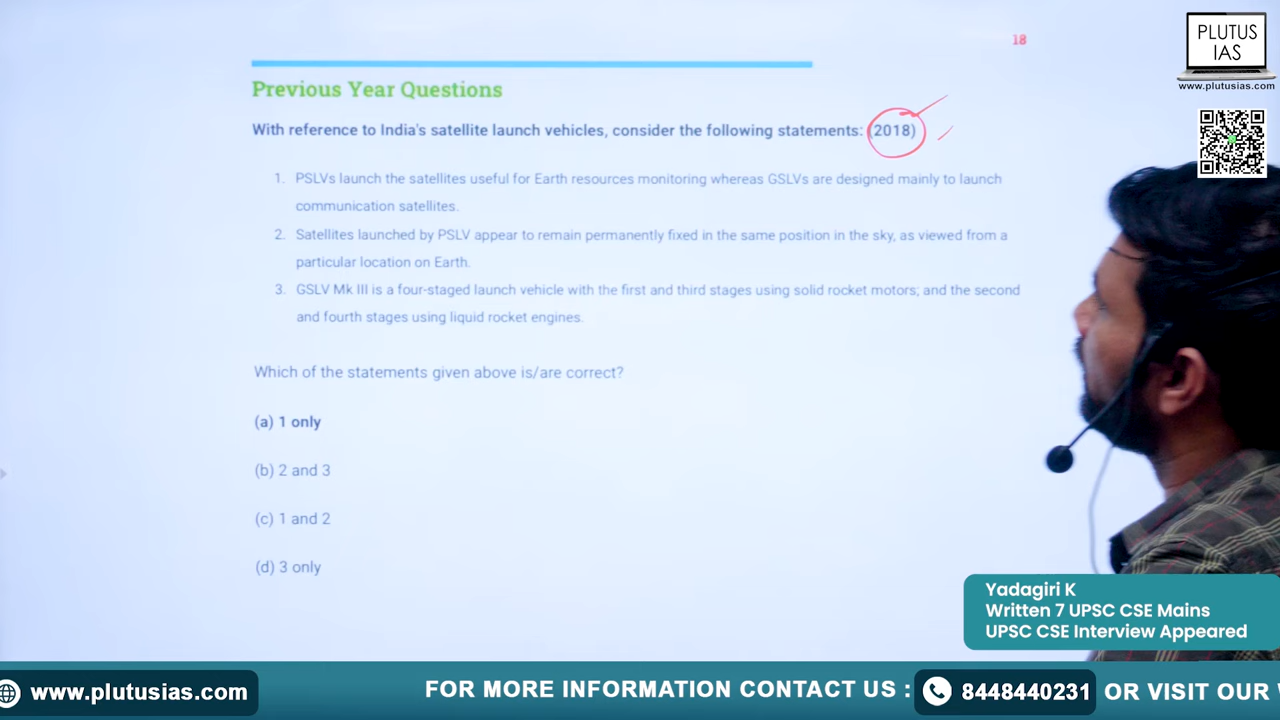 18
PLUTUS
IAS
www.plutusias.com
Previous Year Questions
With reference to India's satellite launch vehicles, consider the following statements: (2018)
1. PSLVs launch the satellites useful for Earth resources monitoring whereas GSLVs are designed mainly to launch
communication satellites.
2. Satellites launched by PSLV appear to remain permanently fixed in the same position in the sky, as viewed from a
particular location on Earth.
3. GSLV Mk III is a four-staged launch vehicle with the first and third stages using solid rocket motors; and the second
and fourth stages using liquid rocket engines.
Which of the statements given above is/are correct?
(a) 1 only
(b) 2 and 3
(c) 1 and 2
(d) 3 only
Yadagiri K
Written 7 UPSC CSE Mains
UPSC CSE Interview Appeared
www.plutusias.com
FOR MORE INFORMATION CONTACT US :
8448440231
OR VISIT OUR